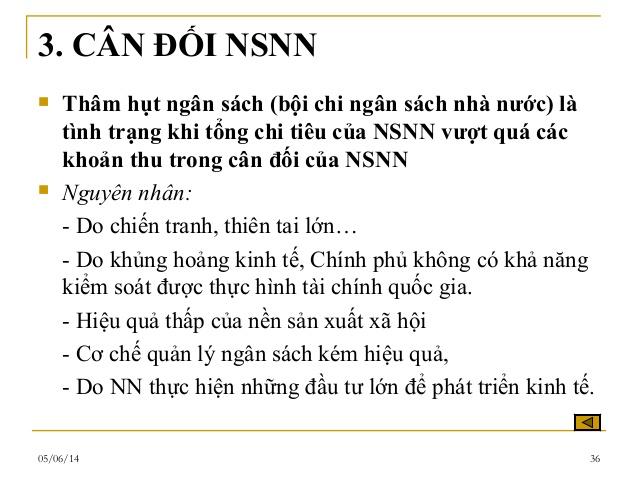 3. CÂN ĐỐI NSNN
Thâm hụt ngân sách (bội chi ngân sách nhà nước) là
tình trạng khi tổng chi tiêu của NSNN vượt quá các
khoản thu trong cân đối của NSNN
Nguyên nhân:
- Do chiến tranh, thiên tai lớn…
- Do khủng hoảng kinh tế, Chính phủ không có khả năng
kiểm soát được thực hình tài chính quốc gia.
- Hiệu quả thấp của nền sản xuất xã hội
- Cơ chế quản lý ngân sách kém hiệu quả,
- Do NN thực hiện những đầu tư lớn để phát triển kinh tế.
05/06/14
36